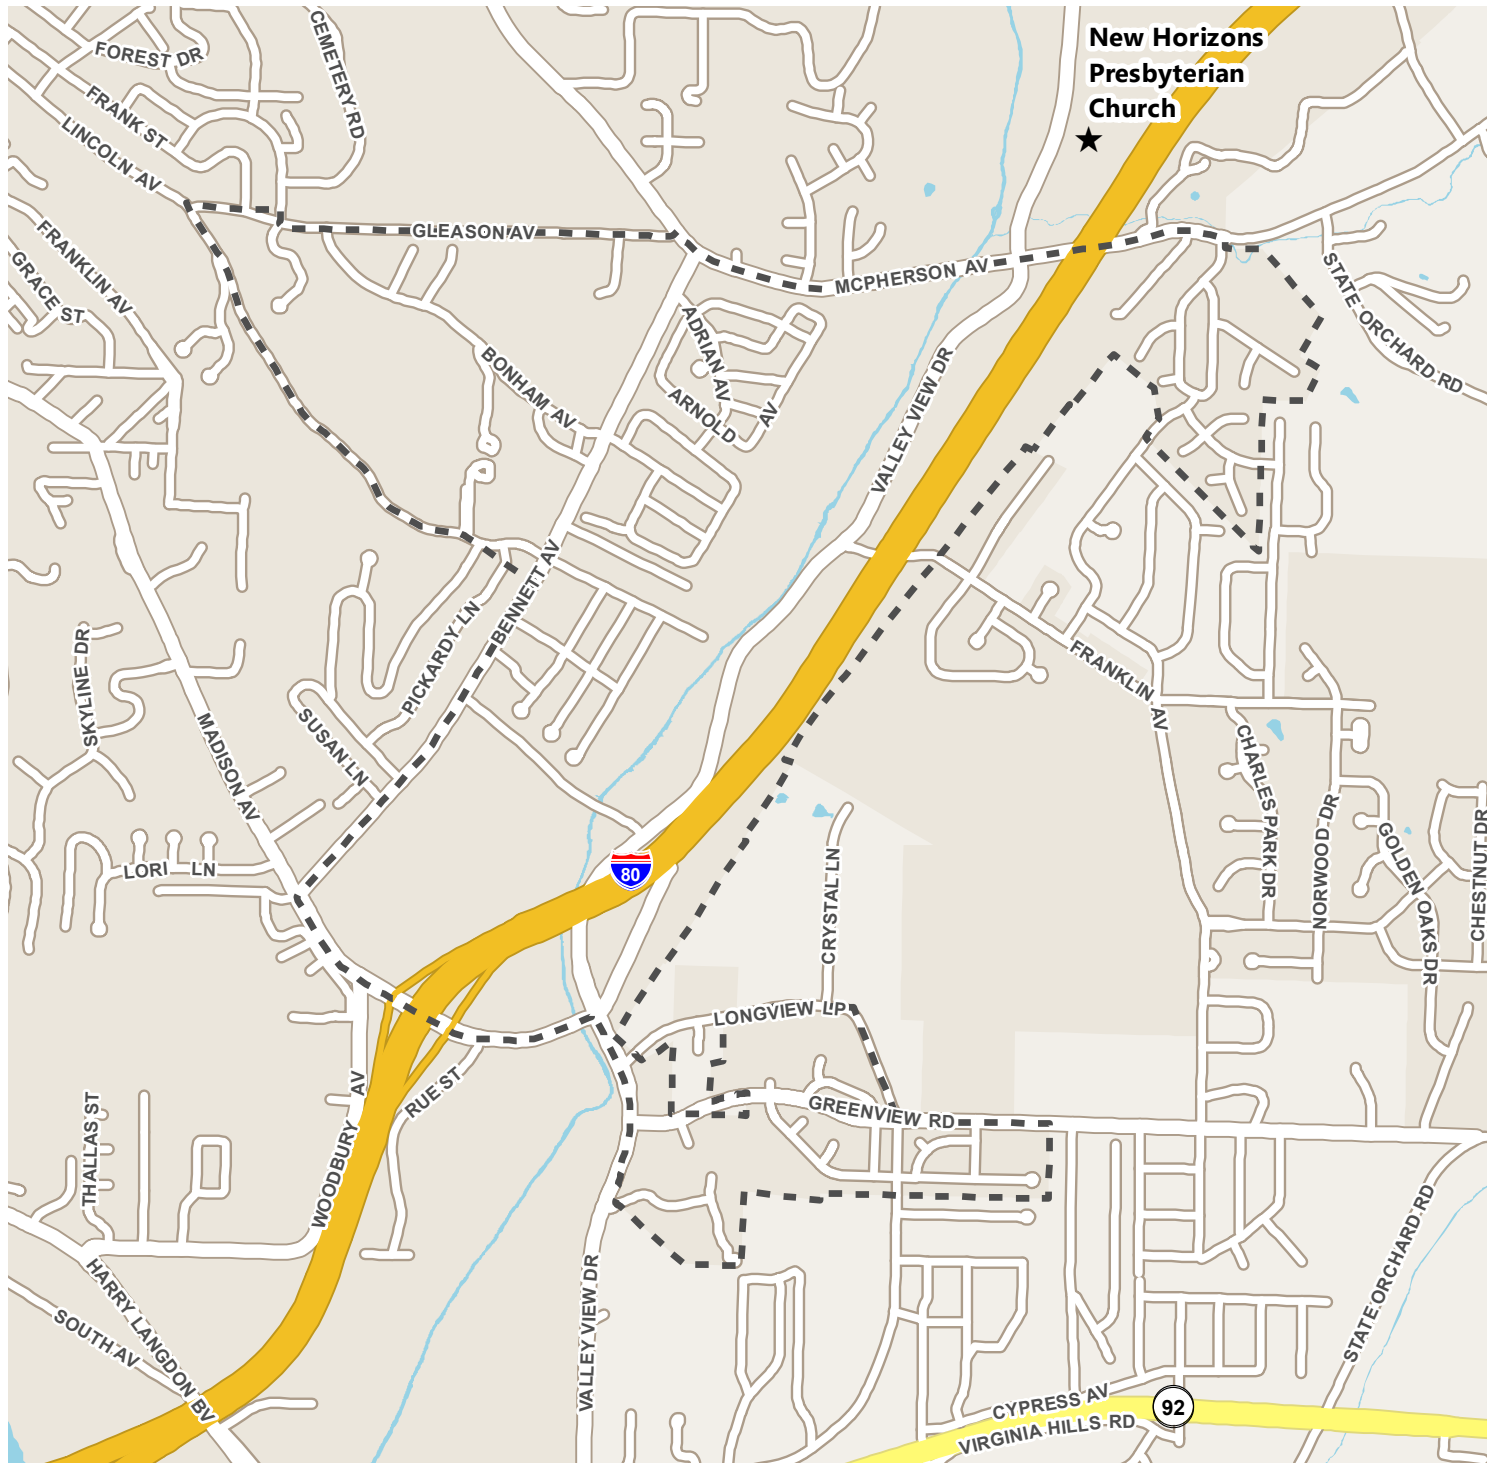 New Horizons
Presbyterian
Church
CEMETERY RD
FOREST DR
FRANK ST
LINCOLN AV
GLEASON AV
FRANKLIN AV
GRACE ST
MCPHERSON AV
STATE ORCHARD RD
ADRIAN AV
BONHAM AV
ARNOLD AV
VALLEY VIEW DR
BENNETT AV
PICKARDY LN
SKYLINE DR
SUSAN LN
MADISON AV
FRANKLIN AV
CHARLES PARK DR
NORWOOD DR
GOLDEN OAKS DR
CHESTNUT DR
LORI LN
80
CRYSTAL LN
LONGVIEW LP
GREENVIEW RD
RUE ST
THALLAS ST
WOODBURY AV
STATE ORCHARD RD
HARRY LANGDON BV
SOUTH AV
VALLEY VIEW DR
CYPRESS AV
92
VIRGINIA HILLS RD